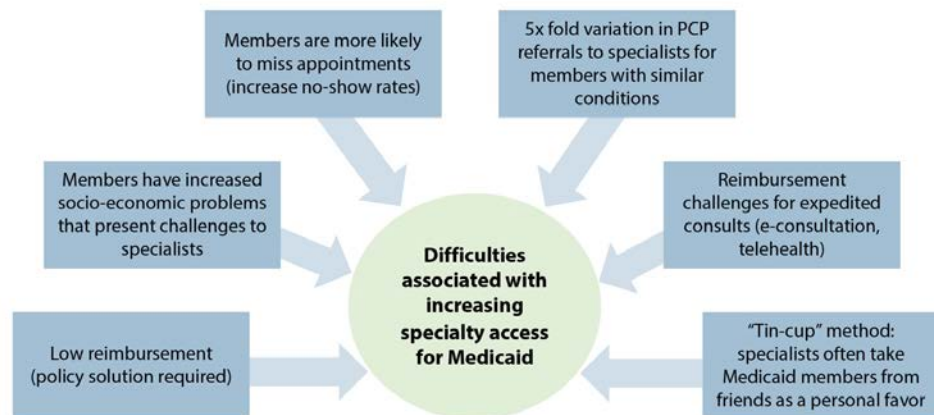 Members are more likely
to miss appointments
(increase no-show rates)
5x fold variation in PCP
referrals to specialists for
members with similar
conditions
Members have increased
socio-economic problems
that present challenges to
specialists
Reimbursement
challenges for expedited
consults (e-consultation,
telehealth)
Difficulties
associated with
increasing
specialty access
for Medicaid
Low reimbursement
(policy solution required)
"Tin-cup" method:
specialists often take
Medicaid members from
friends as a personal favor